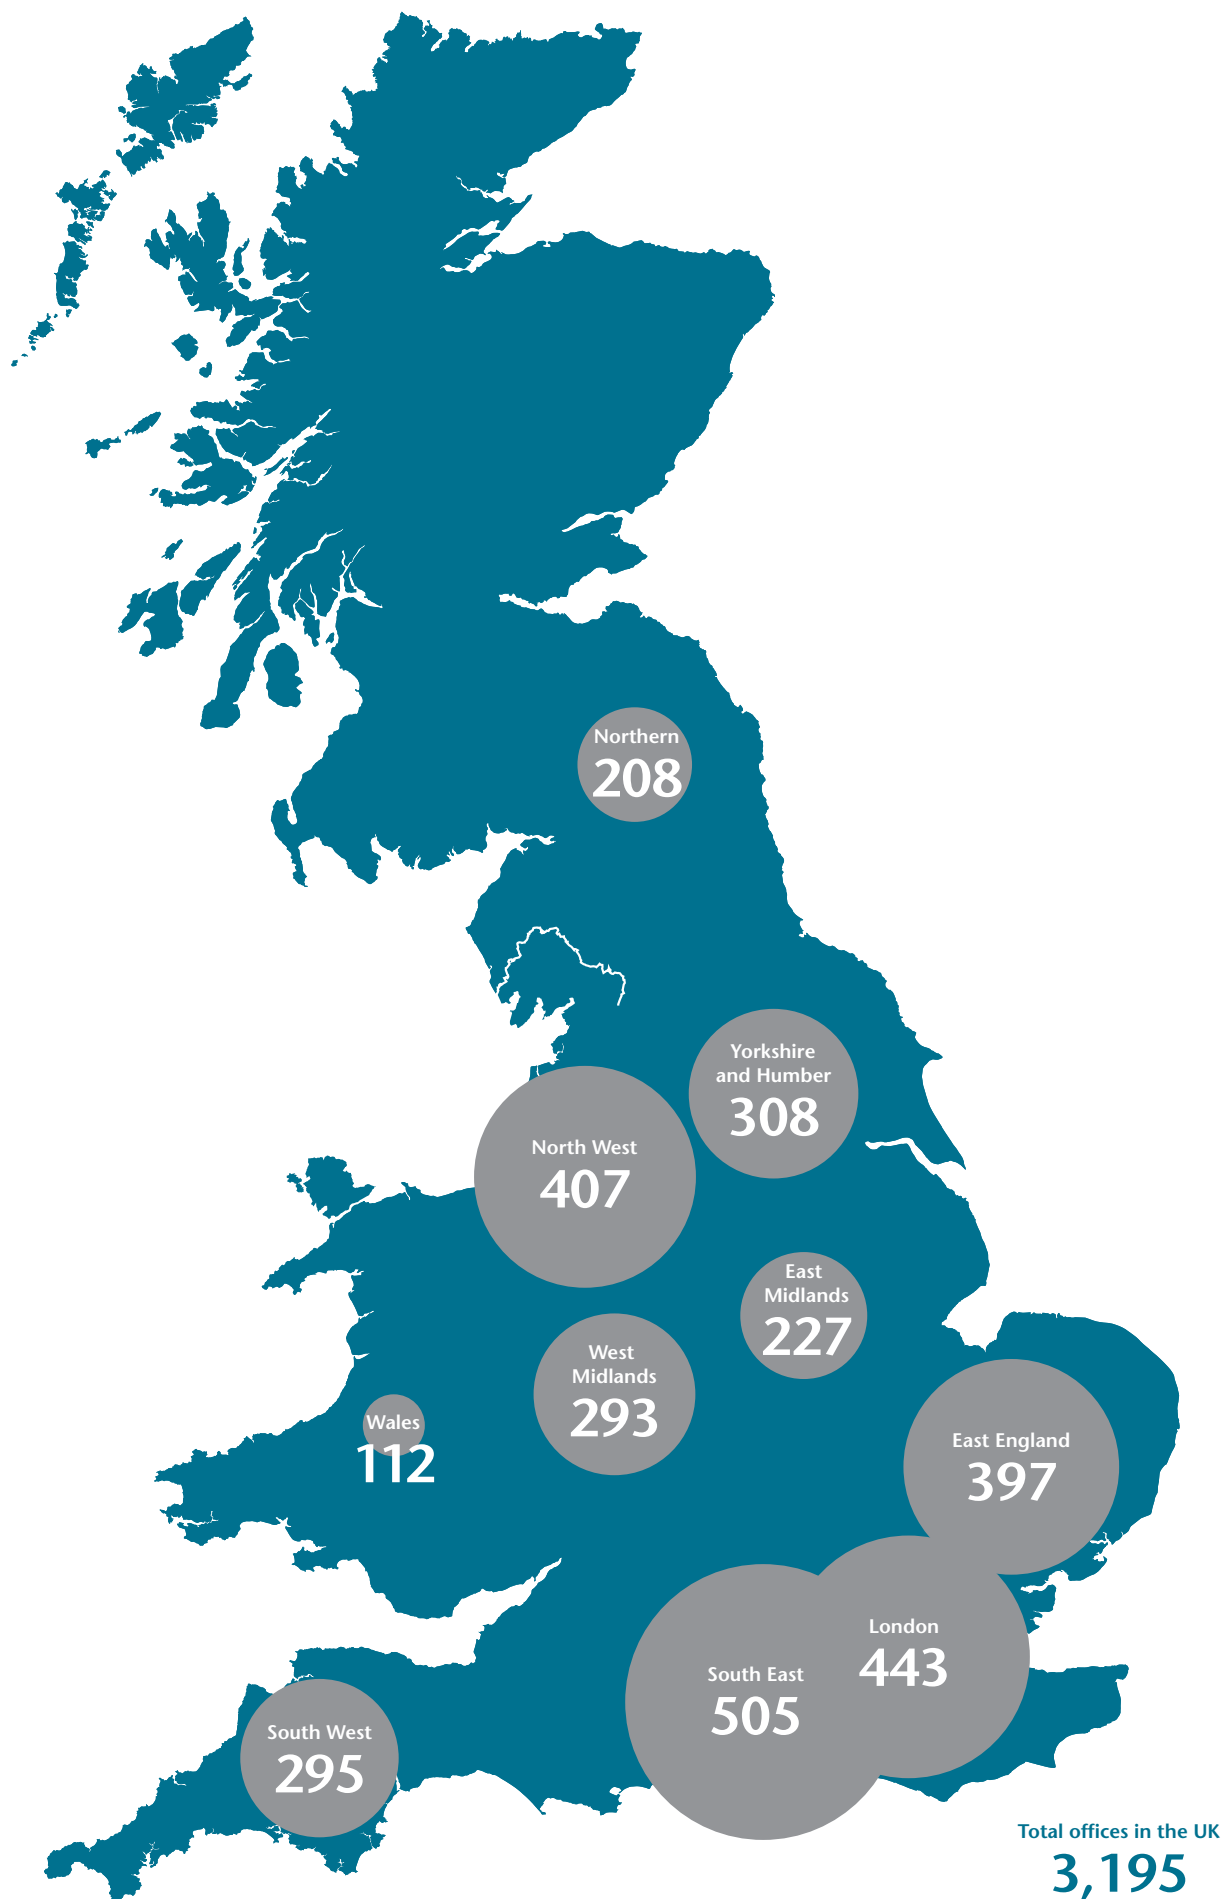 Northern
208
Yorkshire
and Humber
308
North West
407
East
Midlands
227
West
Midlands
293
Wales
112
East England
397
London
443
South East
505
South West
295
Total offices in the UK
3,195